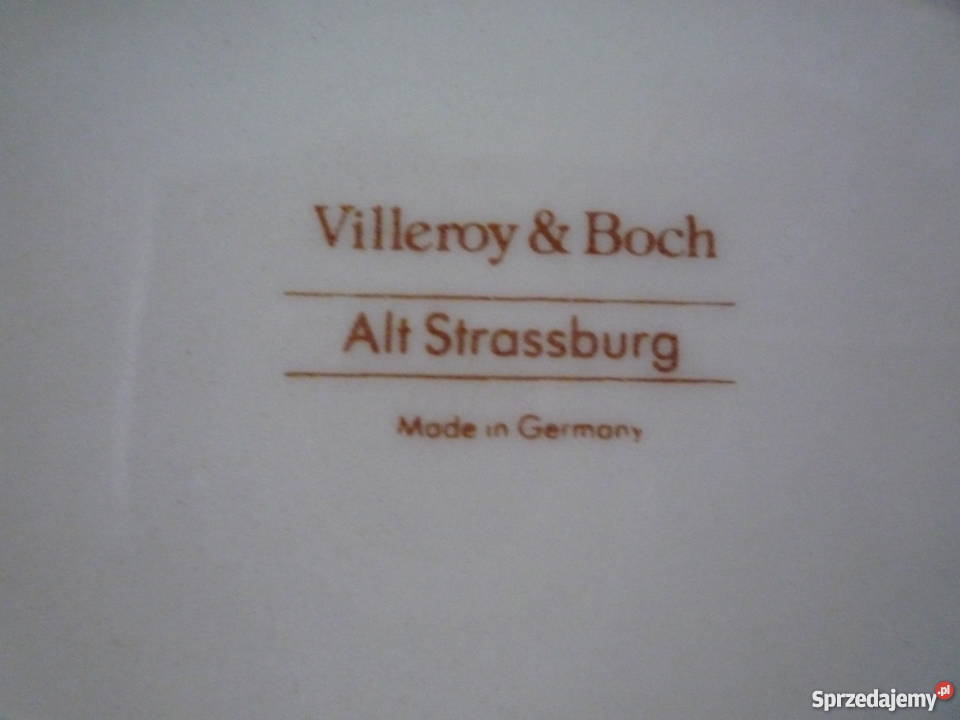 Villeroy & Boch
Alt Strassburg
Made in Germany
Sprzedajemy.pl